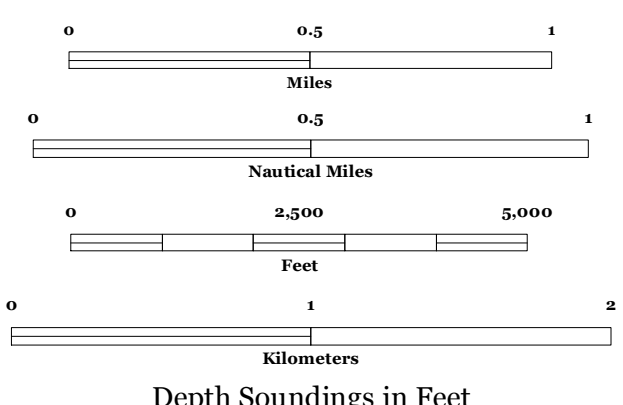 0 0.5 1
Miles
0 0.5 1
Nautical Miles
0 2,500 5,000
Feet
0 1 2
Kilometers
Depth Soundings in Feet